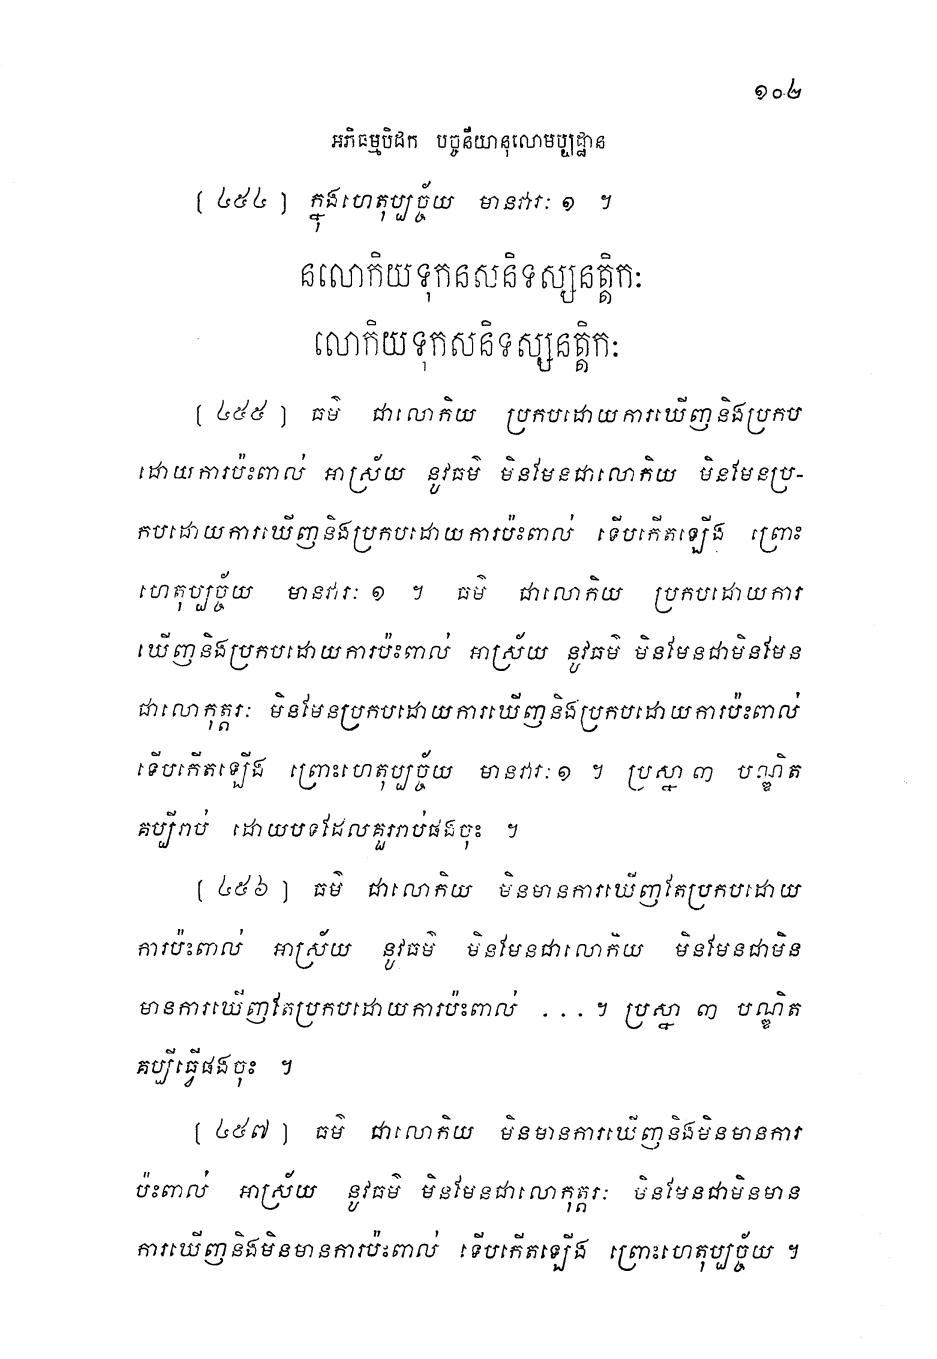 ១០២
អភិធម្មបិដក បច្ចនីយានុលោមប្បដ្ឋាន
[ ៤៥៤ ] ក្នុងហេតុប្បច្ច័យ មានវារៈ ១ ។
នលោកិយទុកនសនិទស្សនត្តិកៈ
លោកិយទុកសនិទស្សនត្តិកៈ
[ ៤៥៥ ] ធម៌ ជាលោកិយ ប្រកបដោយការឃើញនិងប្រកប
ដោយការប៉ះពាល់ អាស្រ័យ នូវធម៌ មិនមែនជាលោកិយ មិនមែនប្រ-
កបដោយការឃើញនិងប្រកបដោយការប៉ះពាល់ ទើបកើតឡើង ព្រោះ
ហេតុប្បច្ច័យ មានវារៈ ១ ។ ធម៌ ជាលោកិយ ប្រកបដោយការ
ឃើញនិងប្រកបដោយការប៉ះពាល់ អាស្រ័យ នូវធម៌ មិនមែនជាមិនមែន
ជាលោកុត្តរៈ មិនមែនប្រកបដោយការឃើញនិងប្រកបដោយការប៉ះពាល់
ទើបកើតឡើង ព្រោះហេតុប្បច្ច័យ មានវារៈ ១ ។ ប្រស្នា ៣ បណ្ឌិត
គប្បីរាប់ ដោយបទដែលគួររាប់ផងចុះ ។
[ ៤៥៦ ] ធម៌ ជាលោកិយ មិនមានការឃើញតែប្រកបដោយ
ការប៉ះពាល់ អាស្រ័យ នូវធម៌ មិនមែនជាលោកិយ មិនមែនជាមិន
មានការឃើញតែប្រកបដោយការប៉ះពាល់ ... ។ ប្រស្នា ៣ បណ្ឌិត
គប្បីធ្វើផងចុះ ។
[ ៤៥៧ ] ធម៌ ជាលោកិយ មិនមានការឃើញនិងមិនមានការ
ប៉ះពាល់ អាស្រ័យ នូវធម៌ មិនមែនជាលោកុត្តរៈ មិនមែនជាមិនមាន
ការឃើញនិងមិនមានការប៉ះពាល់ ទើបកើតឡើង ព្រោះហេតុប្បច្ច័យ ។